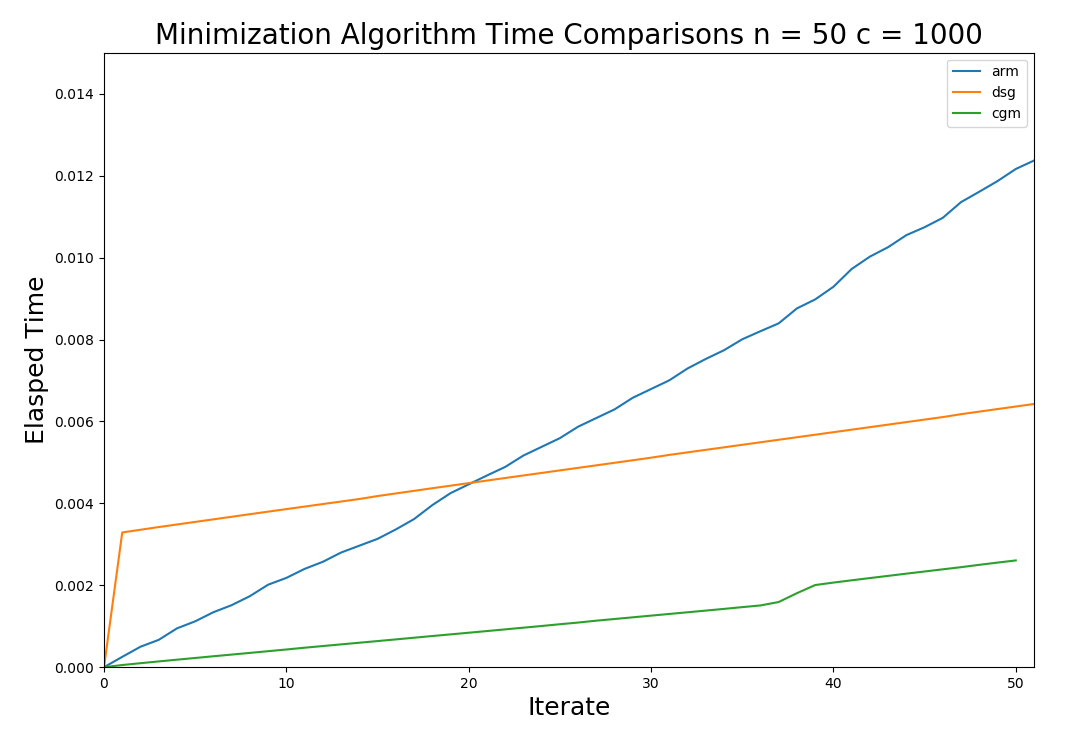 Minimization Algorithm Time Comparisons n = 50 c = 1000
arm
dsg
cgm
Elasped Time
0.014
0.012
0.010
0.008
0.006
0.004
0.002
0.000
0 10 20 30 40 50
Iterate